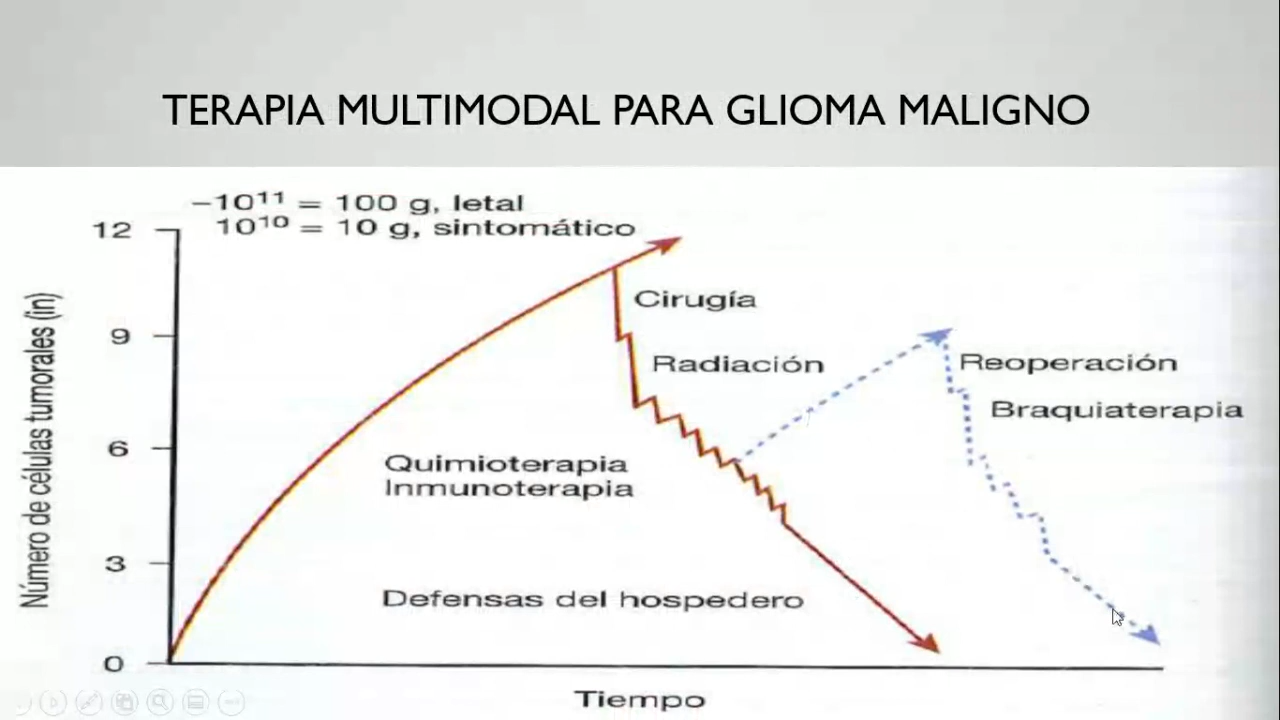 TERAPIA MULTIMODAL PARA GLIOMA MALIGNO
–10¹¹ = 100 g, letal
10¹⁰ = 10 g, sintomático
12
9
6
3
0
Número de células tumorales (in)
Cirugía
Radiación
Reoperación
Braquiaterapia
Quimioterapia
Inmunoterapia
Defensas del hospedero
Tiempo